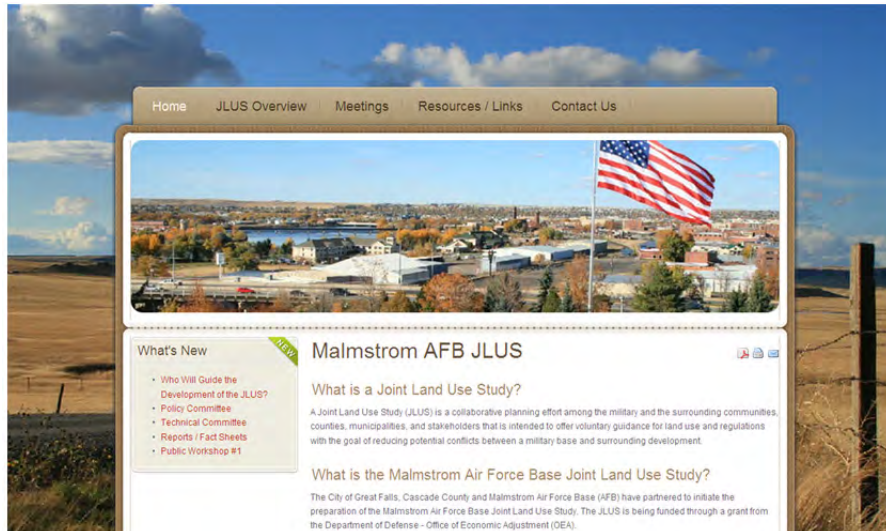 Home JLUS Overview Meetings Resources / Links Contact Us
What's New
NEW
Who Will Guide the
Development of the JLUS?
Policy Committee
Technical Committee
Reports / Fact Sheets
Public Workshop #1
Malmstrom AFB JLUS
What is a Joint Land Use Study?
A Joint Land Use Study (JLUS) is a collaborative planning effort among the military and the surrounding communities,
counties, municipalities, and stakeholders that is intended to offer voluntary guidance for land use and regulations
with the goal of reducing potential conflicts between a military base and surrounding development.
What is the Malmstrom Air Force Base Joint Land Use Study?
The City of Great Falls, Cascade County and Malmstrom Air Force Base (AFB) have partnered to initiate the
preparation of the Malmstrom Air Force Base Joint Land Use Study. The JLUS is being funded through a grant from
the Department of Defense - Office of Economic Adjustment (OEA).